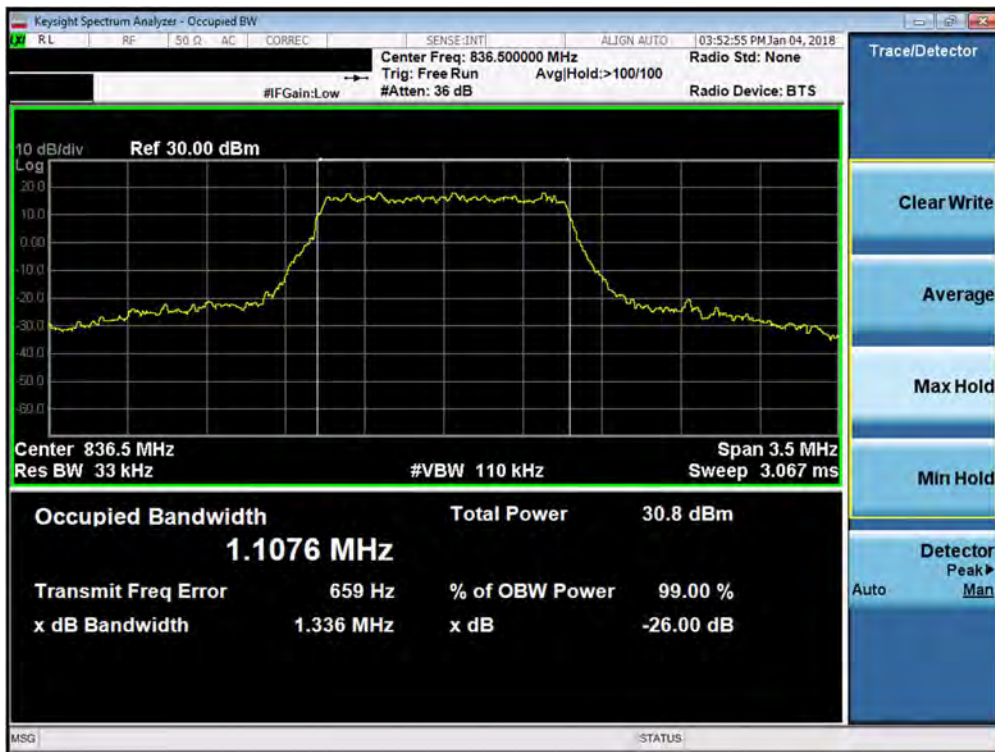 Keysight Spectrum Analyzer - Occupied BW
LXI RL RF 50 Ω AC CORREC SENSE:INT ALIGN AUTO 03:52:55 PM Jan 04, 2018
Center Freq: 836.500000 MHz Radio Std: None
Trig: Free Run Avg|Hold:>100/100
#IFGain:Low #Atten: 36 dB Radio Device: BTS
10 dB/div Ref 30.00 dBm
Log
20.0
10.0
0.00
-10.0
-20.0
-30.0
-40.0
-50.0
-60.0
Center 836.5 MHz Span 3.5 MHz
Res BW 33 kHz #VBW 110 kHz Sweep 3.067 ms
Occupied Bandwidth Total Power 30.8 dBm
1.1076 MHz
Transmit Freq Error 659 Hz % of OBW Power 99.00 %
x dB Bandwidth 1.336 MHz x dB -26.00 dB
MSG STATUS
Trace/Detector
Clear Write
Average
Max Hold
Min Hold
Detector
Peak▶
Auto Man